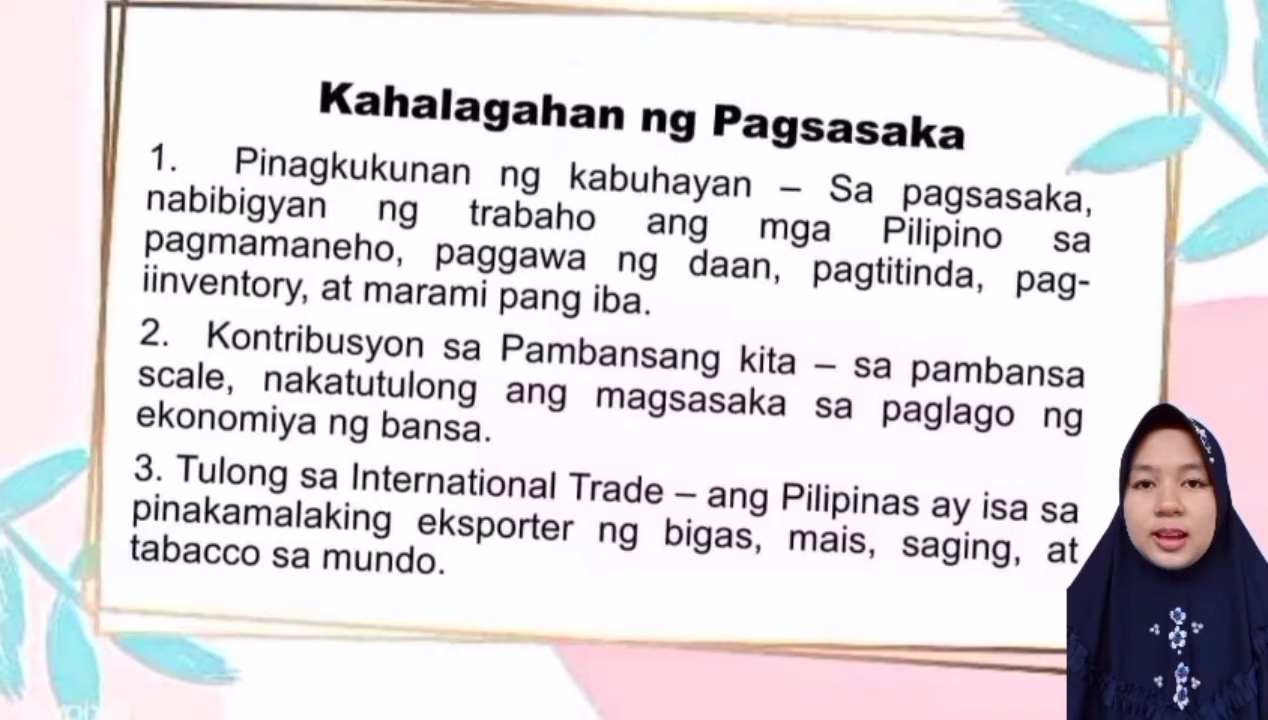 Kahalagahan ng Pagsasaka
1. Pinagkukunan ng kabuhayan – Sa pagsasaka,
nabibigyan ng trabaho ang mga Pilipino sa
pagmamaneho, paggawa ng daan, pagtitinda, pag-
iinventory, at marami pang iba.
2. Kontribusyon sa Pambansang kita – sa pambansa
scale, nakatutulong ang magsasaka sa paglago ng
ekonomiya ng bansa.
3. Tulong sa International Trade – ang Pilipinas ay isa sa
pinakamalaking eksporter ng bigas, mais, saging, at
tabacco sa mundo.